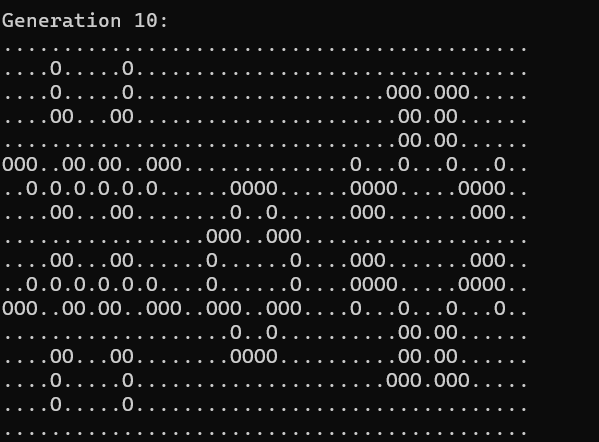 Generation 10:
............................................
....O.....O.................................
....O.....O.....................OOO.OOO.....
....OO...OO......................OO.OO......
.................................OO.OO......
OOO..OO.OO..OOO..............O...O...O...O..
..O.O.O.O.O.O......OOOO......OOOO.....OOOO..
....OO...OO........O..O......OOO.......OOO..
.................OOO..OOO...................
....OO...OO......O......O....OOO.......OOO..
..O.O.O.O.O.O....O......O....OOOO.....OOOO..
OOO..OO.OO..OOO..OOO..OOO....O...O...O...O..
...................O..O..........OO.OO......
....OO...OO........OOOO..........OO.OO......
....O.....O.....................OOO.OOO.....
....O.....O.................................
............................................